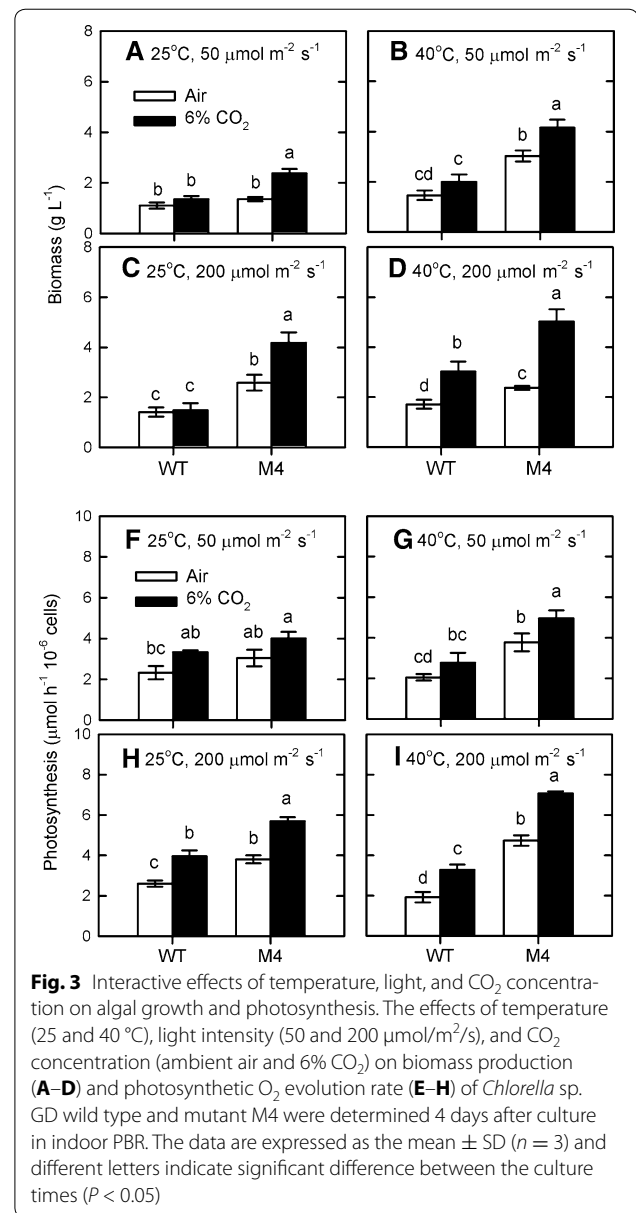 A 25°C, 50 μmol m⁻² s⁻¹
Air
6% CO₂
b b b a
B 40°C, 50 μmol m⁻² s⁻¹
cd c b a
Biomass (g L⁻¹)
8
6
4
2
0
C 25°C, 200 μmol m⁻² s⁻¹
c c b a
D 40°C, 200 μmol m⁻² s⁻¹
d b c a
8
6
4
2
0
WT M4 WT M4
F 25°C, 50 μmol m⁻² s⁻¹
Air
6% CO₂
bc ab ab a
G 40°C, 50 μmol m⁻² s⁻¹
cd bc b a
Photosynthesis (μmol h⁻¹ 10⁻⁶ cells)
10
8
6
4
2
0
H 25°C, 200 μmol m⁻² s⁻¹
c b b a
I 40°C, 200 μmol m⁻² s⁻¹
d c b a
10
8
6
4
2
0
WT M4 WT M4
Fig. 3 Interactive effects of temperature, light, and CO₂ concentra-
tion on algal growth and photosynthesis. The effects of temperature
(25 and 40 °C), light intensity (50 and 200 μmol/m²/s), and CO₂
concentration (ambient air and 6% CO₂) on biomass production
(A–D) and photosynthetic O₂ evolution rate (E–H) of Chlorella sp.
GD wild type and mutant M4 were determined 4 days after culture
in indoor PBR. The data are expressed as the mean ± SD (n = 3) and
different letters indicate significant difference between the culture
times (P < 0.05)